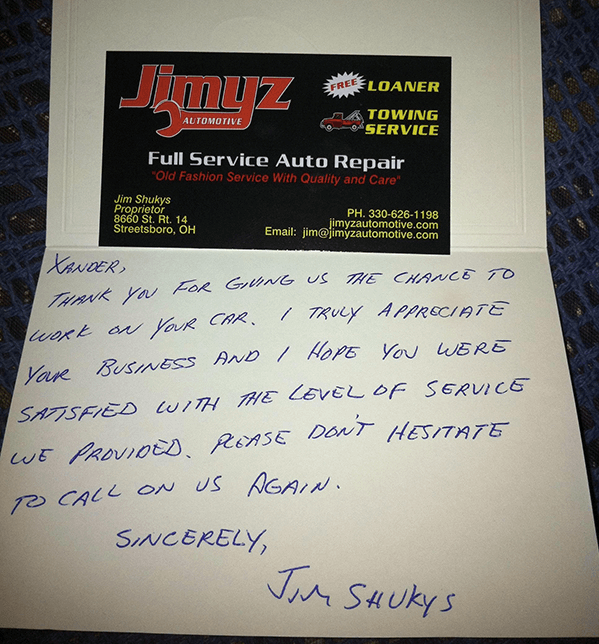 Jimyz
AUTOMOTIVE
FREE LOANER
TOWING
SERVICE
Full Service Auto Repair
"Old Fashion Service With Quality and Care"
Jim Shukys
Proprietor
8660 St. Rt. 14
Streetsboro, OH
PH. 330-626-1198
jimyzautomotive.com
Email: jim@jimyzautomotive.com
XANDER,
THANK YOU FOR GIVING US THE CHANCE TO
WORK ON YOUR CAR. I TRULY APPRECIATE
YOUR BUSINESS AND I HOPE YOU WERE
SATISFIED WITH THE LEVEL OF SERVICE
WE PROVIDED. PLEASE DON'T HESITATE
TO CALL ON US AGAIN.
SINCERELY,
JIM SHUKYS